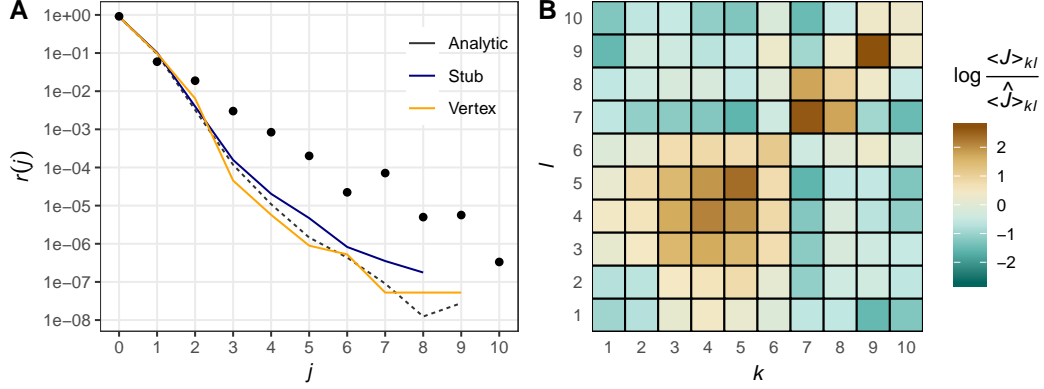 A
1e+00
1e-01
1e-02
1e-03
1e-04
1e-05
1e-06
1e-07
1e-08
r(j)
Analytic
Stub
Vertex
0 1 2 3 4 5 6 7 8 9 10
j
B
10
9
8
7
6
5
4
3
2
1
l
1 2 3 4 5 6 7 8 9 10
k
log <J>kl / <Ĵ>kl
2
1
0
-1
-2